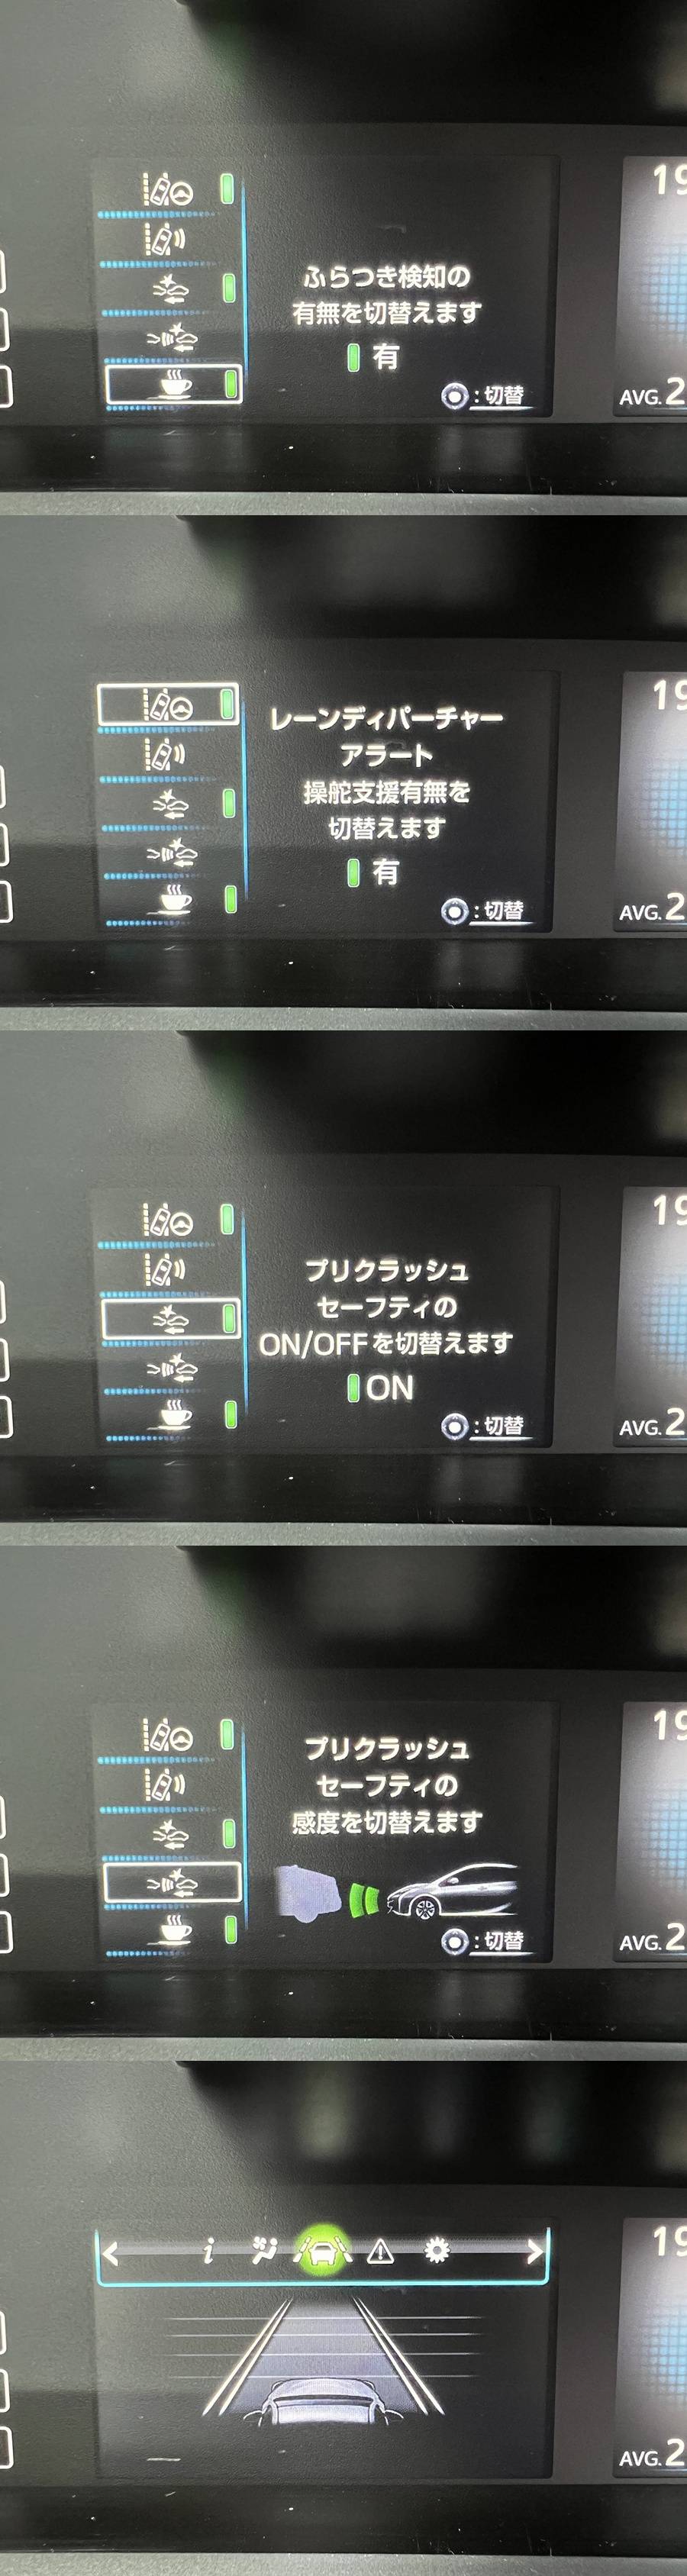 19
ふらつき検知の
有無を切替えます
有
:切替
AVG.2
19
レーンディパーチャー
アラート
操舵支援有無を
切替えます
有
:切替
AVG.2
19
プリクラッシュ
セーフティの
ON/OFFを切替えます
ON
:切替
AVG.2
19
プリクラッシュ
セーフティの
感度を切替えます
:切替
AVG.2
19
i
AVG.2